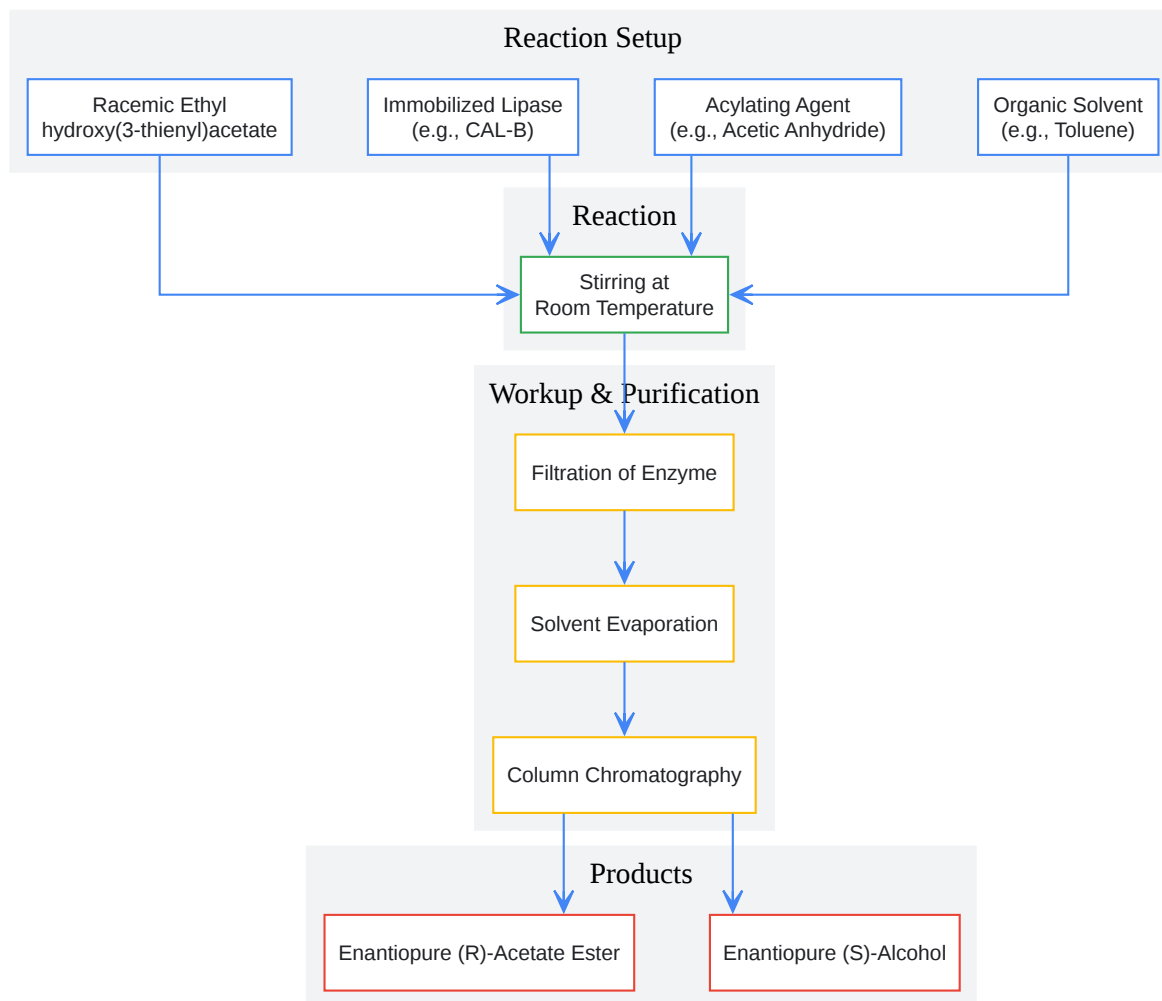 Reaction Setup
Racemic Ethyl
hydroxy(3-thienyl)acetate
Immobilized Lipase
(e.g., CAL-B)
Acylating Agent
(e.g., Acetic Anhydride)
Organic Solvent
(e.g., Toluene)
Reaction
Stirring at
Room Temperature
Workup & Purification
Filtration of Enzyme
Solvent Evaporation
Column Chromatography
Products
Enantiopure (R)-Acetate Ester
Enantiopure (S)-Alcohol